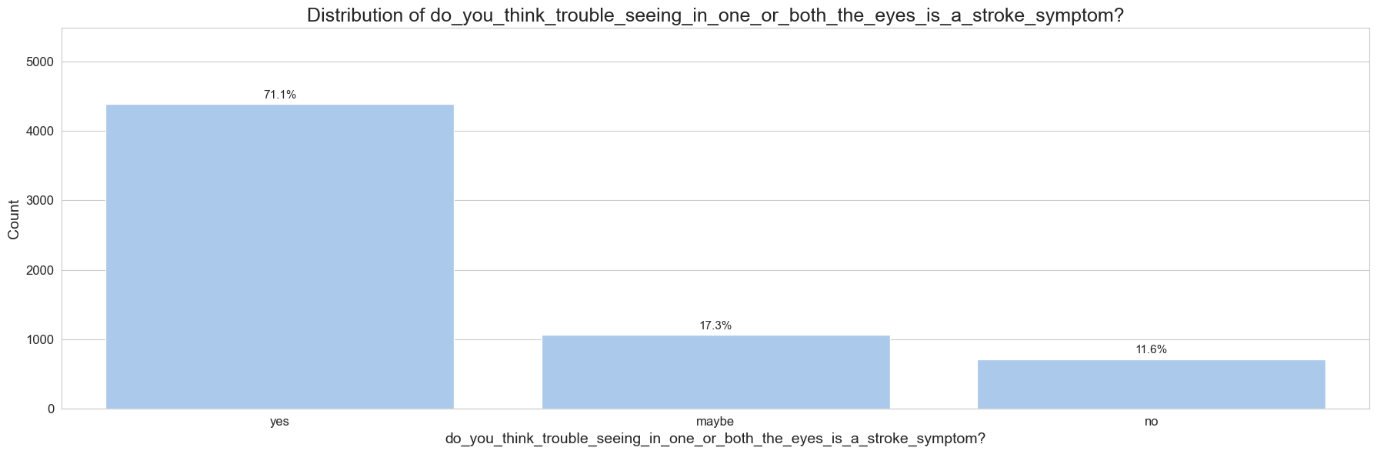 Distribution of do_you_think_trouble_seeing_in_one_or_both_the_eyes_is_a_stroke_symptom?
5000
4000
3000
2000
1000
0
Count
71.1%
17.3%
11.6%
yes
maybe
no
do_you_think_trouble_seeing_in_one_or_both_the_eyes_is_a_stroke_symptom?